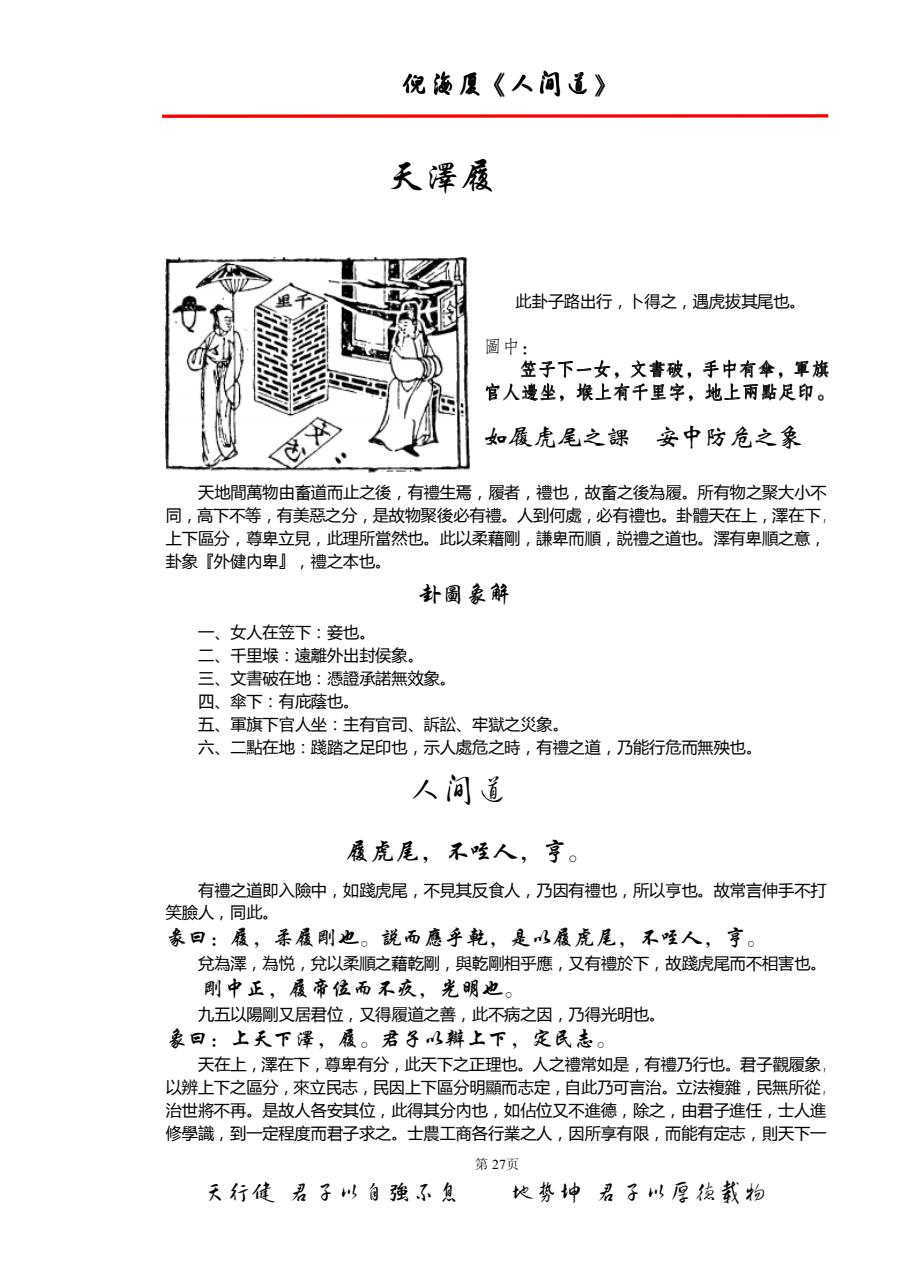 倪海厦《人间道》
天澤履
千里
文书
此卦子路出行，卜得之，遇虎拔其尾也。
圖中：
笠子下一女，文書破，手中有傘，軍旗
官人邊坐，堠上有千里字，地上兩點足印。
如履虎尾之課　安中防危之象
天地間萬物由畜道而止之後，有禮生焉，履者，禮也，故畜之後為履。所有物之聚大小不
同，高下不等，有美惡之分，是故物聚後必有禮。人到何處，必有禮也。卦體天在上，澤在下，
上下區分，尊卑立見，此理所當然也。此以柔藉剛，謙卑而順，説禮之道也。澤有卑順之意，
卦象『外健內卑』，禮之本也。
卦圖象解
一、女人在笠下：妾也。
二、千里堠：遠離外出封侯象。
三、文書破在地：憑證承諾無效象。
四、傘下：有庇蔭也。
五、軍旗下官人坐：主有官司、訴訟、牢獄之災象。
六、二點在地：踐踏之足印也，示人處危之時，有禮之道，乃能行危而無殃也。
人间道
履虎尾，不咥人，亨。
有禮之道即入險中，如踐虎尾，不見其反食人，乃因有禮也，所以亨也。故常言伸手不打
笑臉人，同此。
彖曰：履，柔履剛也。説而應乎乾，是以履虎尾，不咥人，亨。
兌為澤，為悦，兌以柔順之藉乾剛，與乾剛相乎應，又有禮於下，故踐虎尾而不相害也。
剛中正，履帝位而不疚，光明也。
九五以陽剛又居君位，又得履道之善，此不病之因，乃得光明也。
象曰：上天下澤，履。君子以辯上下，定民志。
天在上，澤在下，尊卑有分，此天下之正理也。人之禮常如是，有禮乃行也。君子觀履象，
以辨上下之區分，來立民志，民因上下區分明顯而志定，自此乃可言治。立法複雜，民無所從，
治世將不再。是故人各安其位，此得其分內也，如佔位又不進德，除之，由君子進任，士人進
修學識，到一定程度而君子求之。士農工商各行業之人，因所享有限，而能有定志，則天下一
第 27页
天行健 君子以自強不息　　地勢坤 君子以厚德載物